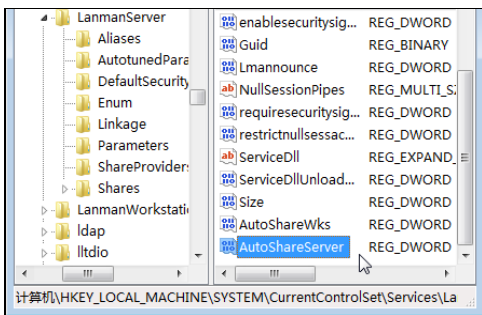 LanmanServer
Aliases
AutotunedPara
DefaultSecurity
Enum
Linkage
Parameters
ShareProvider
Shares
LanmanWorkstati
ldap
lltdio
enablesecuritysig... REG_DWORD
Guid REG_BINARY
Lmannounce REG_DWORD
NullSessionPipes REG_MULTI_SZ
requiresecuritysig... REG_DWORD
restrictnullsessac... REG_DWORD
ServiceDll REG_EXPAND_
ServiceDllUnload... REG_DWORD
Size REG_DWORD
AutoShareWks REG_DWORD
AutoShareServer REG_DWORD
计算机\HKEY_LOCAL_MACHINE\SYSTEM\CurrentControlSet\Services\La